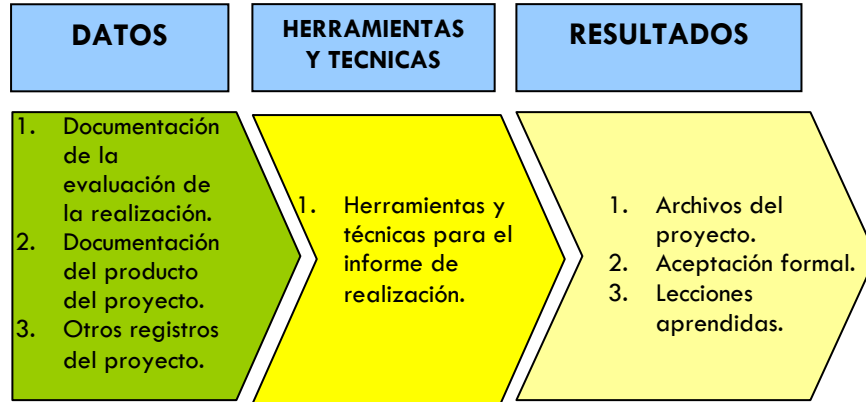 DATOS
HERRAMIENTAS
Y TECNICAS
RESULTADOS
1. Documentación
de la
evaluación de
la realización.
2. Documentación
del producto
del proyecto.
3. Otros registros
del proyecto.
1. Herramientas y
técnicas para el
informe de
realización.
1. Archivos del
proyecto.
2. Aceptación formal.
3. Lecciones
aprendidas.